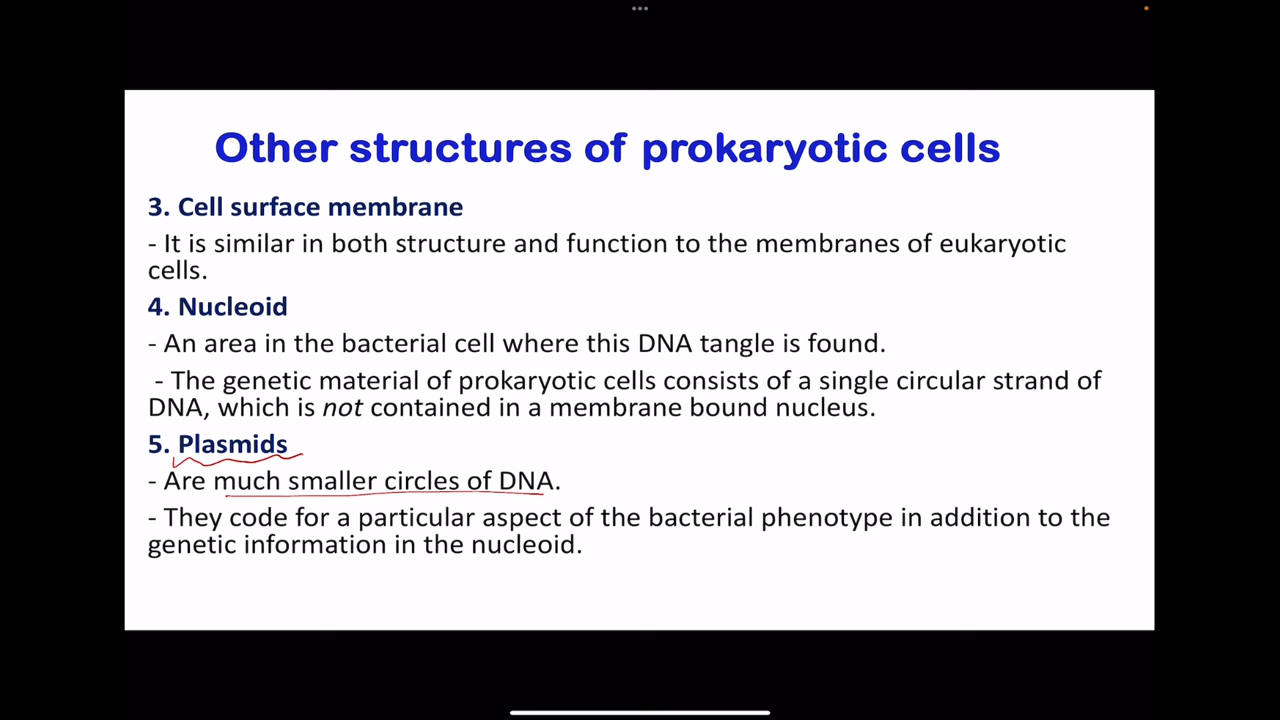 Other structures of prokaryotic cells
3. Cell surface membrane
- It is similar in both structure and function to the membranes of eukaryotic
cells.
4. Nucleoid
- An area in the bacterial cell where this DNA tangle is found.
- The genetic material of prokaryotic cells consists of a single circular strand of
DNA, which is not contained in a membrane bound nucleus.
5. Plasmids
- Are much smaller circles of DNA.
- They code for a particular aspect of the bacterial phenotype in addition to the
genetic information in the nucleoid.